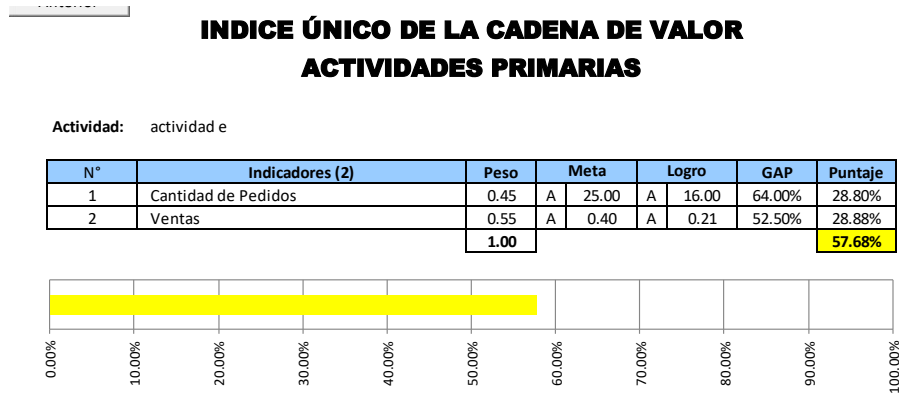 INDICE ÚNICO DE LA CADENA DE VALOR
ACTIVIDADES PRIMARIAS
Actividad: actividad e
N° Indicadores (2) Peso Meta Logro GAP Puntaje
1 Cantidad de Pedidos 0.45 A 25.00 A 16.00 64.00% 28.80%
2 Ventas 0.55 A 0.40 A 0.21 52.50% 28.88%
1.00 57.68%
0.00% 10.00% 20.00% 30.00% 40.00% 50.00% 60.00% 70.00% 80.00% 90.00% 100.00%